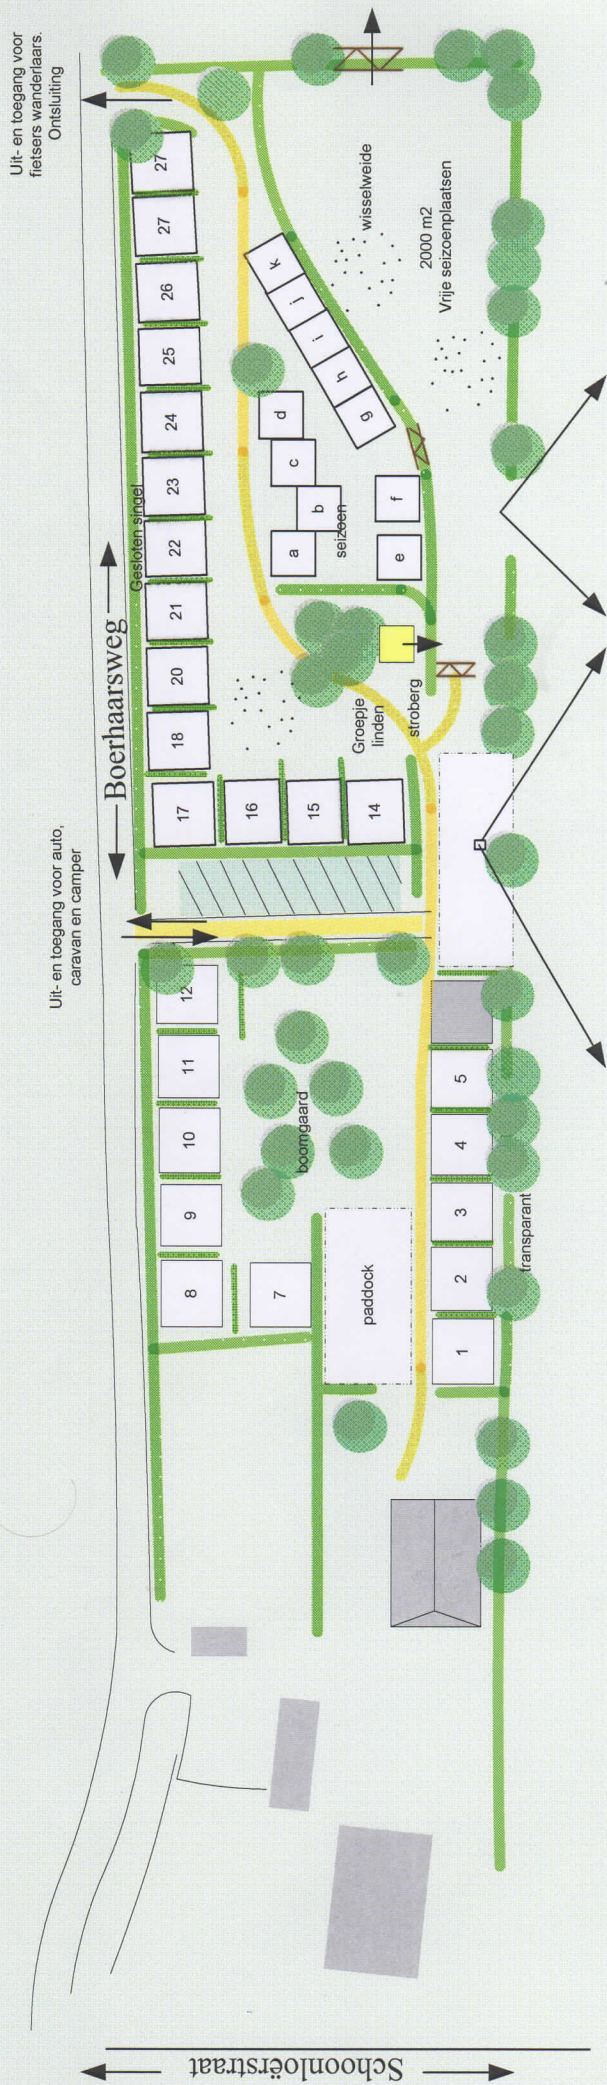 Uit- en toegang voor
fietsers wanderlaars.
Ontsluiting
Uit- en toegang voor auto,
caravan en camper
Boerhaarsweg
Schoonloërstraat
Gesloten singel
27
27
26
25
24
23
22
21
20
18
17
16
15
14
12
11
10
9
8
7
boomgaard
paddock
1
2
3
4
5
transparant
Groepje
linden
stroberg
seizoen
a
b
c
d
e
f
g
h
i
j
k
wisselweide
2000 m2
Vrije seizoenplaatsen